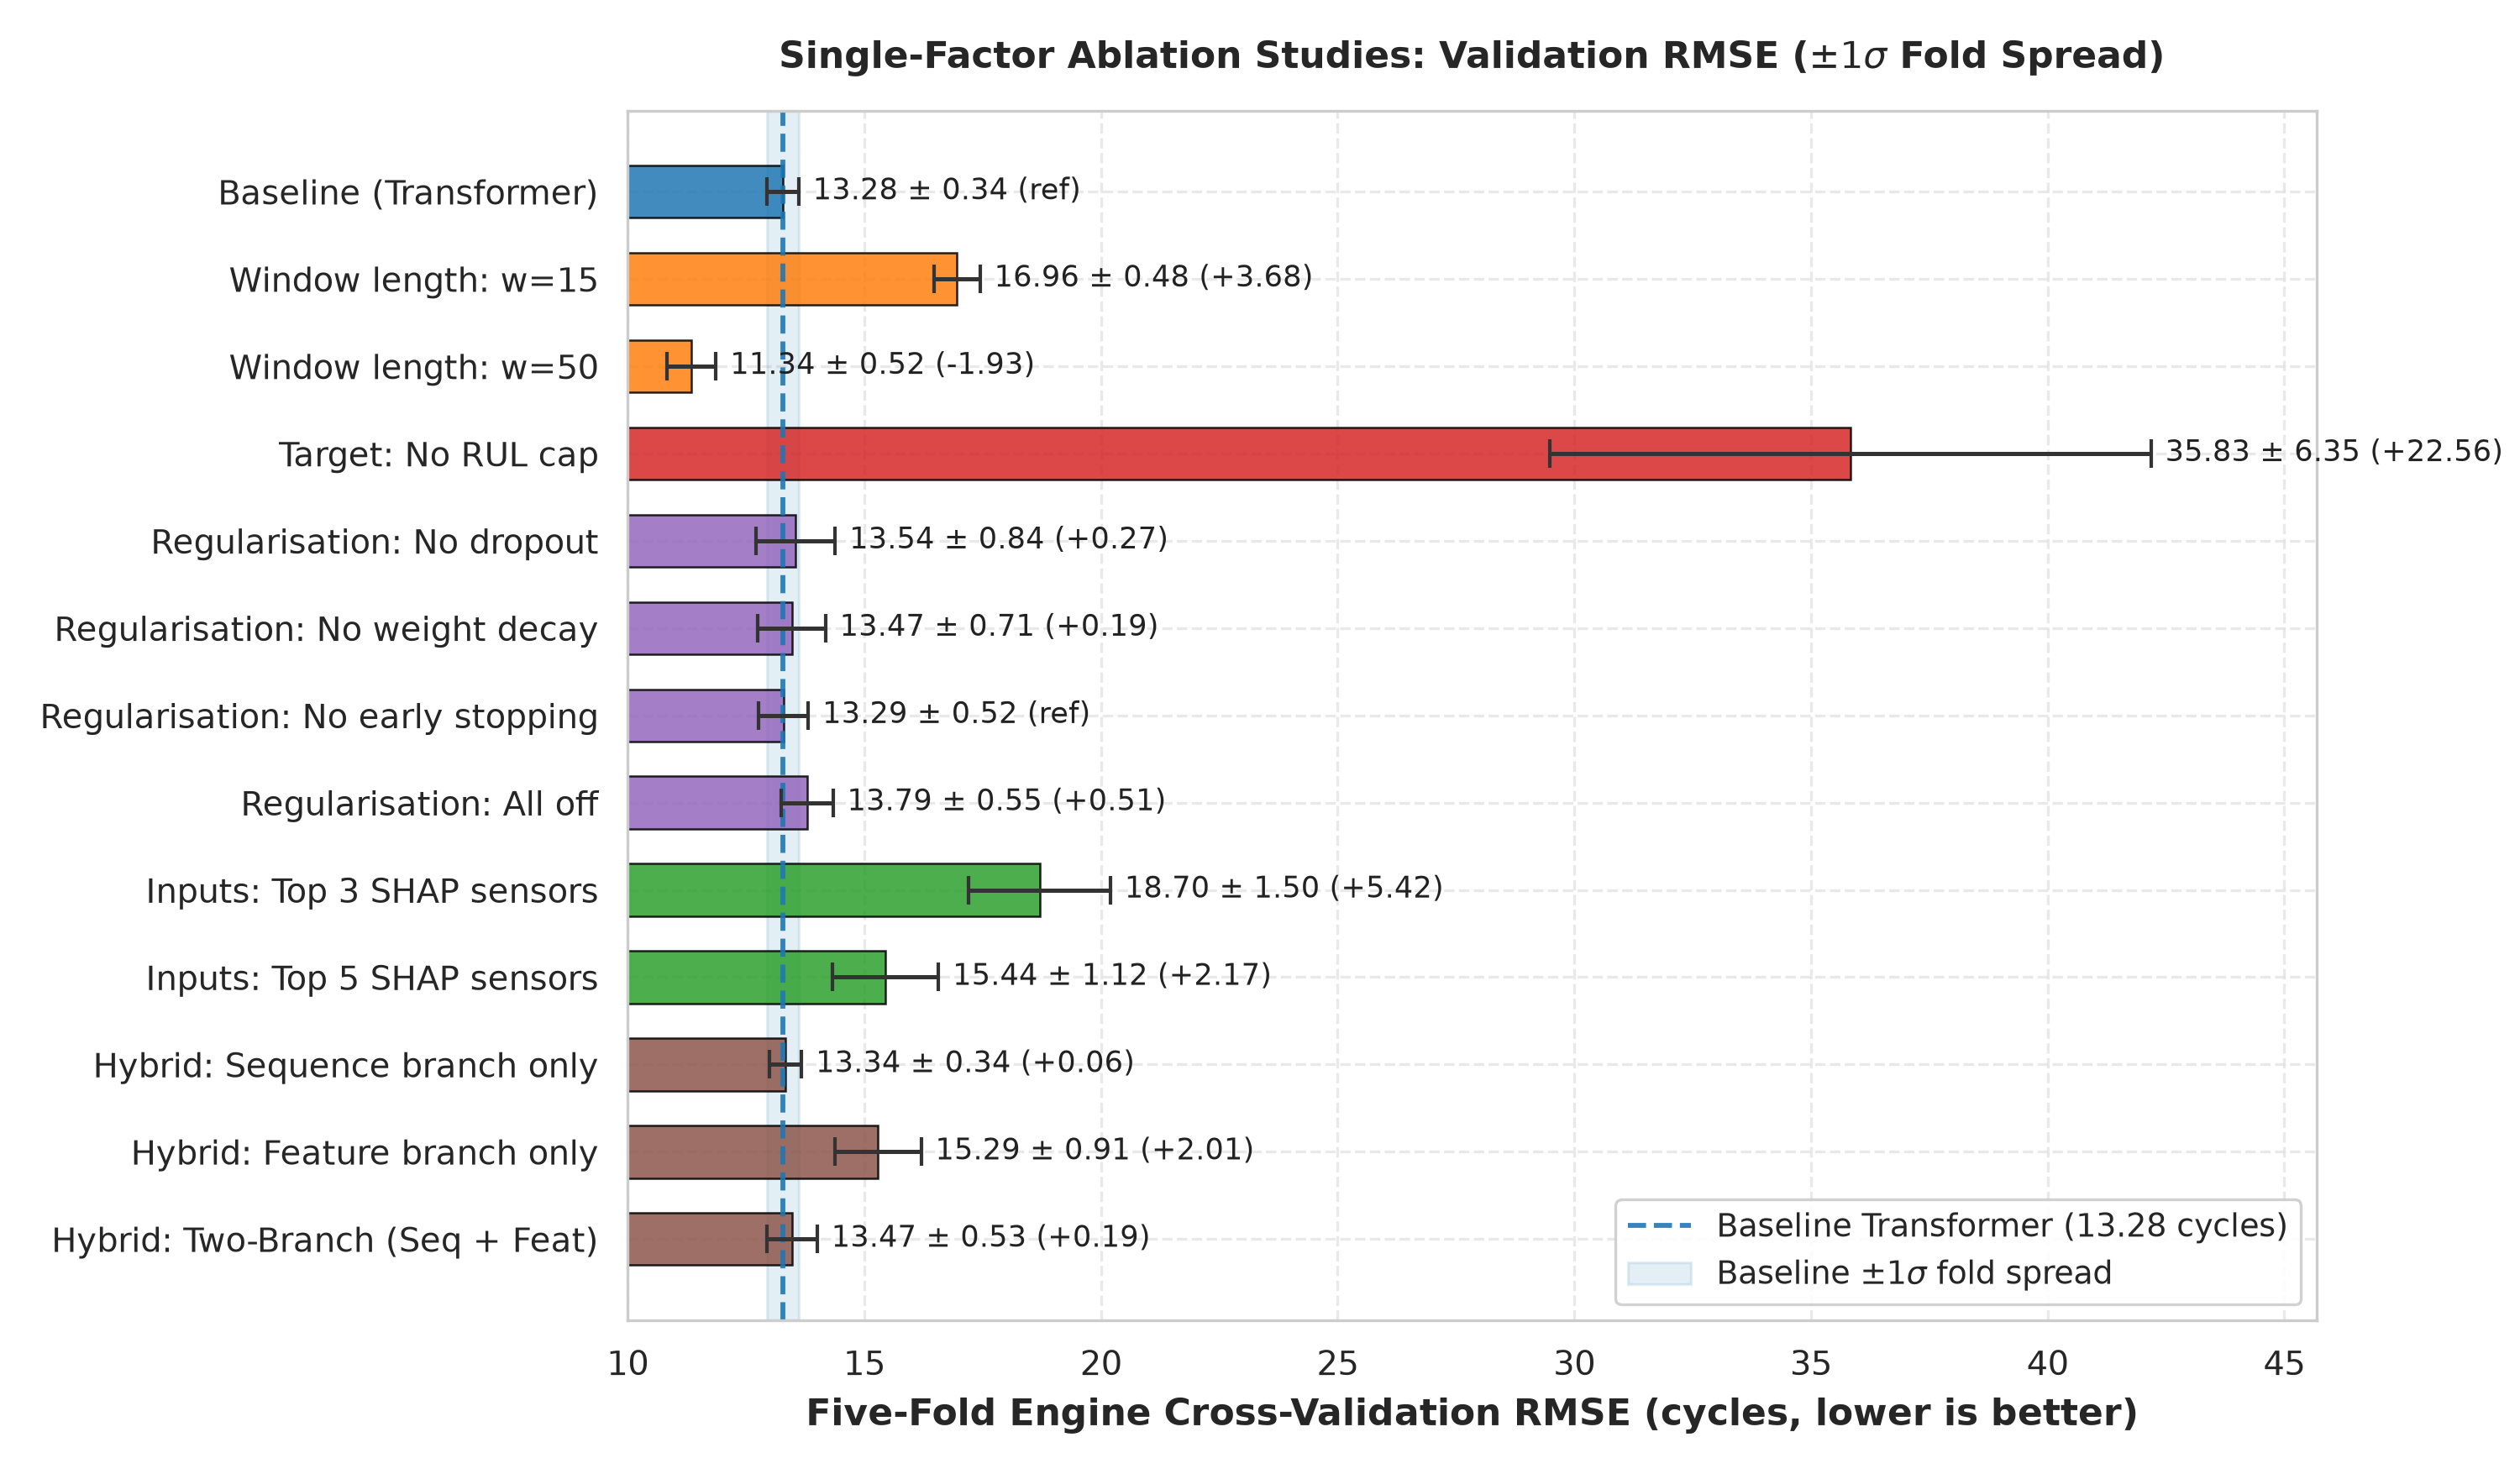 Single-Factor Ablation Studies: Validation RMSE (±1σ Fold Spread)
Baseline (Transformer)
13.28 ± 0.34 (ref)
Window length: w=15
16.96 ± 0.48 (+3.68)
Window length: w=50
11.34 ± 0.52 (-1.93)
Target: No RUL cap
35.83 ± 6.35 (+22.56)
Regularisation: No dropout
13.54 ± 0.84 (+0.27)
Regularisation: No weight decay
13.47 ± 0.71 (+0.19)
Regularisation: No early stopping
13.29 ± 0.52 (ref)
Regularisation: All off
13.79 ± 0.55 (+0.51)
Inputs: Top 3 SHAP sensors
18.70 ± 1.50 (+5.42)
Inputs: Top 5 SHAP sensors
15.44 ± 1.12 (+2.17)
Hybrid: Sequence branch only
13.34 ± 0.34 (+0.06)
Hybrid: Feature branch only
15.29 ± 0.91 (+2.01)
Hybrid: Two-Branch (Seq + Feat)
13.47 ± 0.53 (+0.19)
Baseline Transformer (13.28 cycles)
Baseline ±1σ fold spread
10 15 20 25 30 35 40 45
Five-Fold Engine Cross-Validation RMSE (cycles, lower is better)